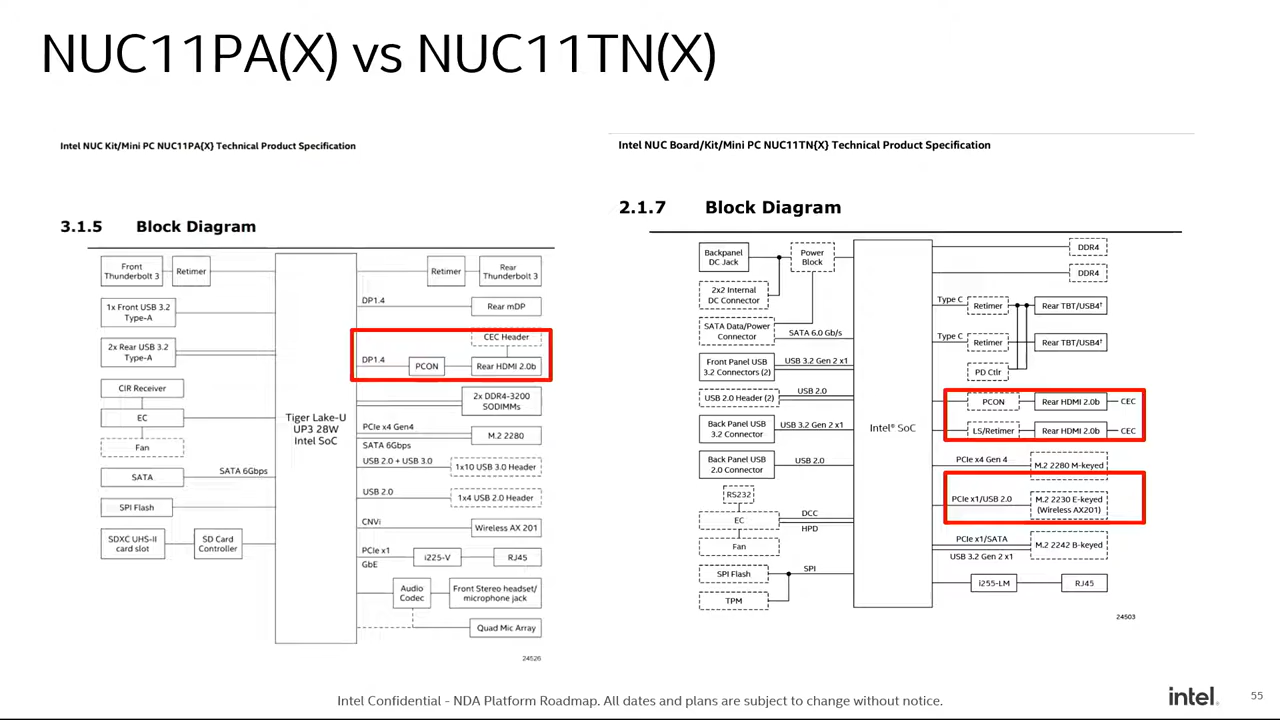 NUC11PA(X) vs NUC11TN(X)
Intel NUC Kit/Mini PC NUC11PA{X} Technical Product Specification
3.1.5 Block Diagram
Front
Thunderbolt 3
Retimer
Retimer
Rear
Thunderbolt 3
1x Front USB 3.2
Type-A
DP1.4
Rear mDP
2x Rear USB 3.2
Type-A
CEC Header
DP1.4
PCON
Rear HDMI 2.0b
CIR Receiver
EC
Fan
2x DDR4-3200
SODIMMs
Tiger Lake-U
UP3 28W
Intel SoC
PCIe x4 Gen4
M.2 2280
SATA 6Gbps
USB 2.0 + USB 3.0
1x10 USB 3.0 Header
SATA
SATA 6Gbps
USB 2.0
1x4 USB 2.0 Header
SPI Flash
CNVi
Wireless AX 201
SDXC UHS-II
card slot
SD Card
Controller
PCIe x1
GbE
i225-V
RJ45
Audio
Codec
Front Stereo headset/
microphone jack
Quad Mic Array
24526
Intel NUC Board/Kit/Mini PC NUC11TN{X} Technical Product Specification
2.1.7 Block Diagram
Backpanel
DC Jack
Power
Block
DDR4
2x2 Internal
DC Connector
DDR4
SATA Data/Power
Connector
SATA 6.0 Gb/s
Type C
Retimer
Rear TBT/USB4†
Front Panel USB
3.2 Connectors (2)
USB 3.2 Gen 2 x1
Type C
Retimer
Rear TBT/USB4†
PD Ctlr
USB 2.0 Header (2)
USB 2.0
PCON
Rear HDMI 2.0b
CEC
Back Panel USB
3.2 Connector
USB 3.2 Gen 2 x1
Intel® SoC
LS/Retimer
Rear HDMI 2.0b
CEC
Back Panel USB
2.0 Connector
USB 2.0
PCIe x4 Gen 4
M.2 2280 M-keyed
RS232
PCIe x1/USB 2.0
M.2 2230 E-keyed
(Wireless AX201)
EC
DCC
HPD
Fan
PCIe x1/SATA
USB 3.2 Gen 2 x1
M.2 2242 B-keyed
SPI Flash
SPI
TPM
i255-LM
RJ45
24503
Intel Confidential - NDA Platform Roadmap. All dates and plans are subject to change without notice.
intel.
55